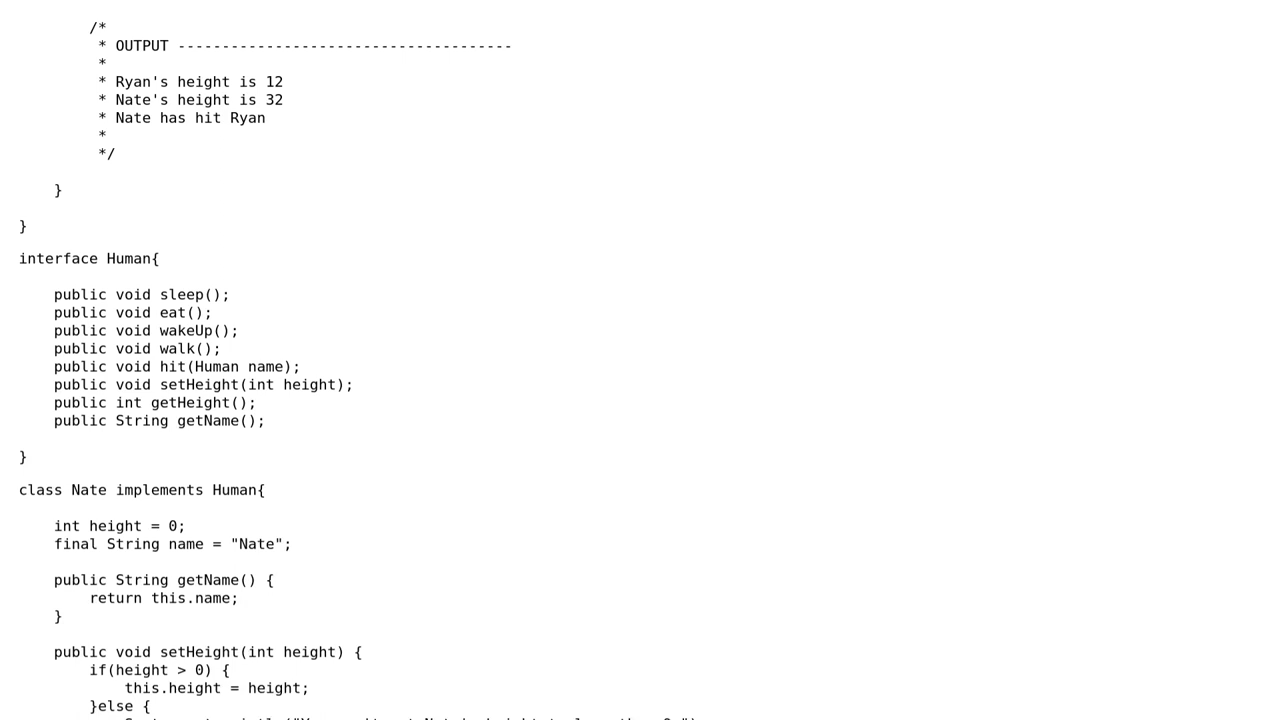 /*
 * OUTPUT --------------------------------------
 *
 * Ryan's height is 12
 * Nate's height is 32
 * Nate has hit Ryan
 *
 */
}
}
interface Human{
public void sleep();
public void eat();
public void wakeUp();
public void walk();
public void hit(Human name);
public void setHeight(int height);
public int getHeight();
public String getName();
}
class Nate implements Human{
int height = 0;
final String name = "Nate";
public String getName() {
return this.name;
}
public void setHeight(int height) {
if(height > 0) {
this.height = height;
}else {